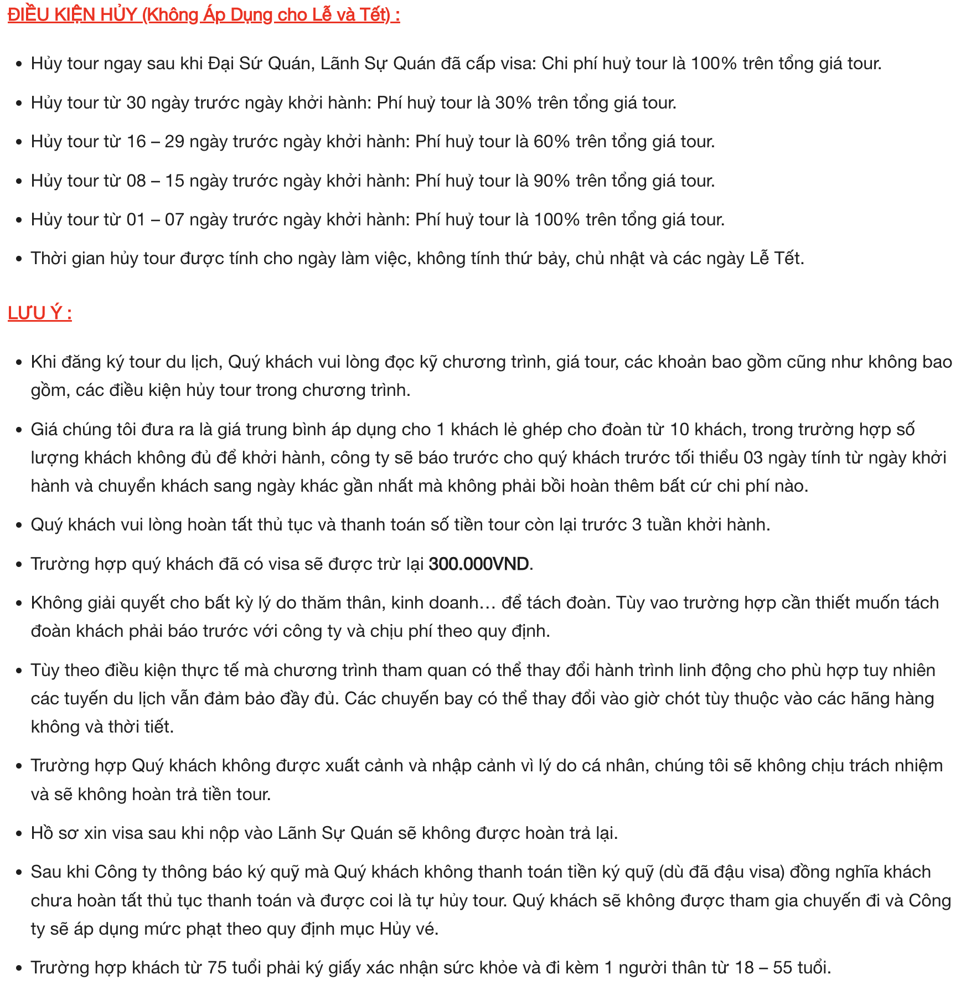 ĐIỀU KIỆN HỦY (Không Áp Dụng cho Lễ và Tết) :
• Hủy tour ngay sau khi Đại Sứ Quán, Lãnh Sự Quán đã cấp visa: Chi phí huỷ tour là 100% trên tổng giá tour.
• Hủy tour từ 30 ngày trước ngày khởi hành: Phí huỷ tour là 30% trên tổng giá tour.
• Hủy tour từ 16 – 29 ngày trước ngày khởi hành: Phí huỷ tour là 60% trên tổng giá tour.
• Hủy tour từ 08 – 15 ngày trước ngày khởi hành: Phí huỷ tour là 90% trên tổng giá tour.
• Hủy tour từ 01 – 07 ngày trước ngày khởi hành: Phí huỷ tour là 100% trên tổng giá tour.
• Thời gian hủy tour được tính cho ngày làm việc, không tính thứ bảy, chủ nhật và các ngày Lễ Tết.
LƯU Ý :
• Khi đăng ký tour du lịch, Quý khách vui lòng đọc kỹ chương trình, giá tour, các khoản bao gồm cũng như không bao
gồm, các điều kiện hủy tour trong chương trình.
• Giá chúng tôi đưa ra là giá trung bình áp dụng cho 1 khách lẻ ghép cho đoàn từ 10 khách, trong trường hợp số
lượng khách không đủ để khởi hành, công ty sẽ báo trước cho quý khách trước tối thiểu 03 ngày tính từ ngày khởi
hành và chuyển khách sang ngày khác gần nhất mà không phải bồi hoàn thêm bất cứ chi phí nào.
• Quý khách vui lòng hoàn tất thủ tục và thanh toán số tiền tour còn lại trước 3 tuần khởi hành.
• Trường hợp quý khách đã có visa sẽ được trừ lại 300.000VND.
• Không giải quyết cho bất kỳ lý do thăm thân, kinh doanh… để tách đoàn. Tùy vao trường hợp cần thiết muốn tách
đoàn khách phải báo trước với công ty và chịu phí theo quy định.
• Tùy theo điều kiện thực tế mà chương trình tham quan có thể thay đổi hành trình linh động cho phù hợp tuy nhiên
các tuyến du lịch vẫn đảm bảo đầy đủ. Các chuyến bay có thể thay đổi vào giờ chót tùy thuộc vào các hãng hàng
không và thời tiết.
• Trường hợp Quý khách không được xuất cảnh và nhập cảnh vì lý do cá nhân, chúng tôi sẽ không chịu trách nhiệm
và sẽ không hoàn trả tiền tour.
• Hồ sơ xin visa sau khi nộp vào Lãnh Sự Quán sẽ không được hoàn trả lại.
• Sau khi Công ty thông báo ký quỹ mà Quý khách không thanh toán tiền ký quỹ (dù đã đậu visa) đồng nghĩa khách
chưa hoàn tất thủ tục thanh toán và được coi là tự hủy tour. Quý khách sẽ không được tham gia chuyến đi và Công
ty sẽ áp dụng mức phạt theo quy định mục Hủy vé.
• Trường hợp khách từ 75 tuổi phải ký giấy xác nhận sức khỏe và đi kèm 1 người thân từ 18 – 55 tuổi.